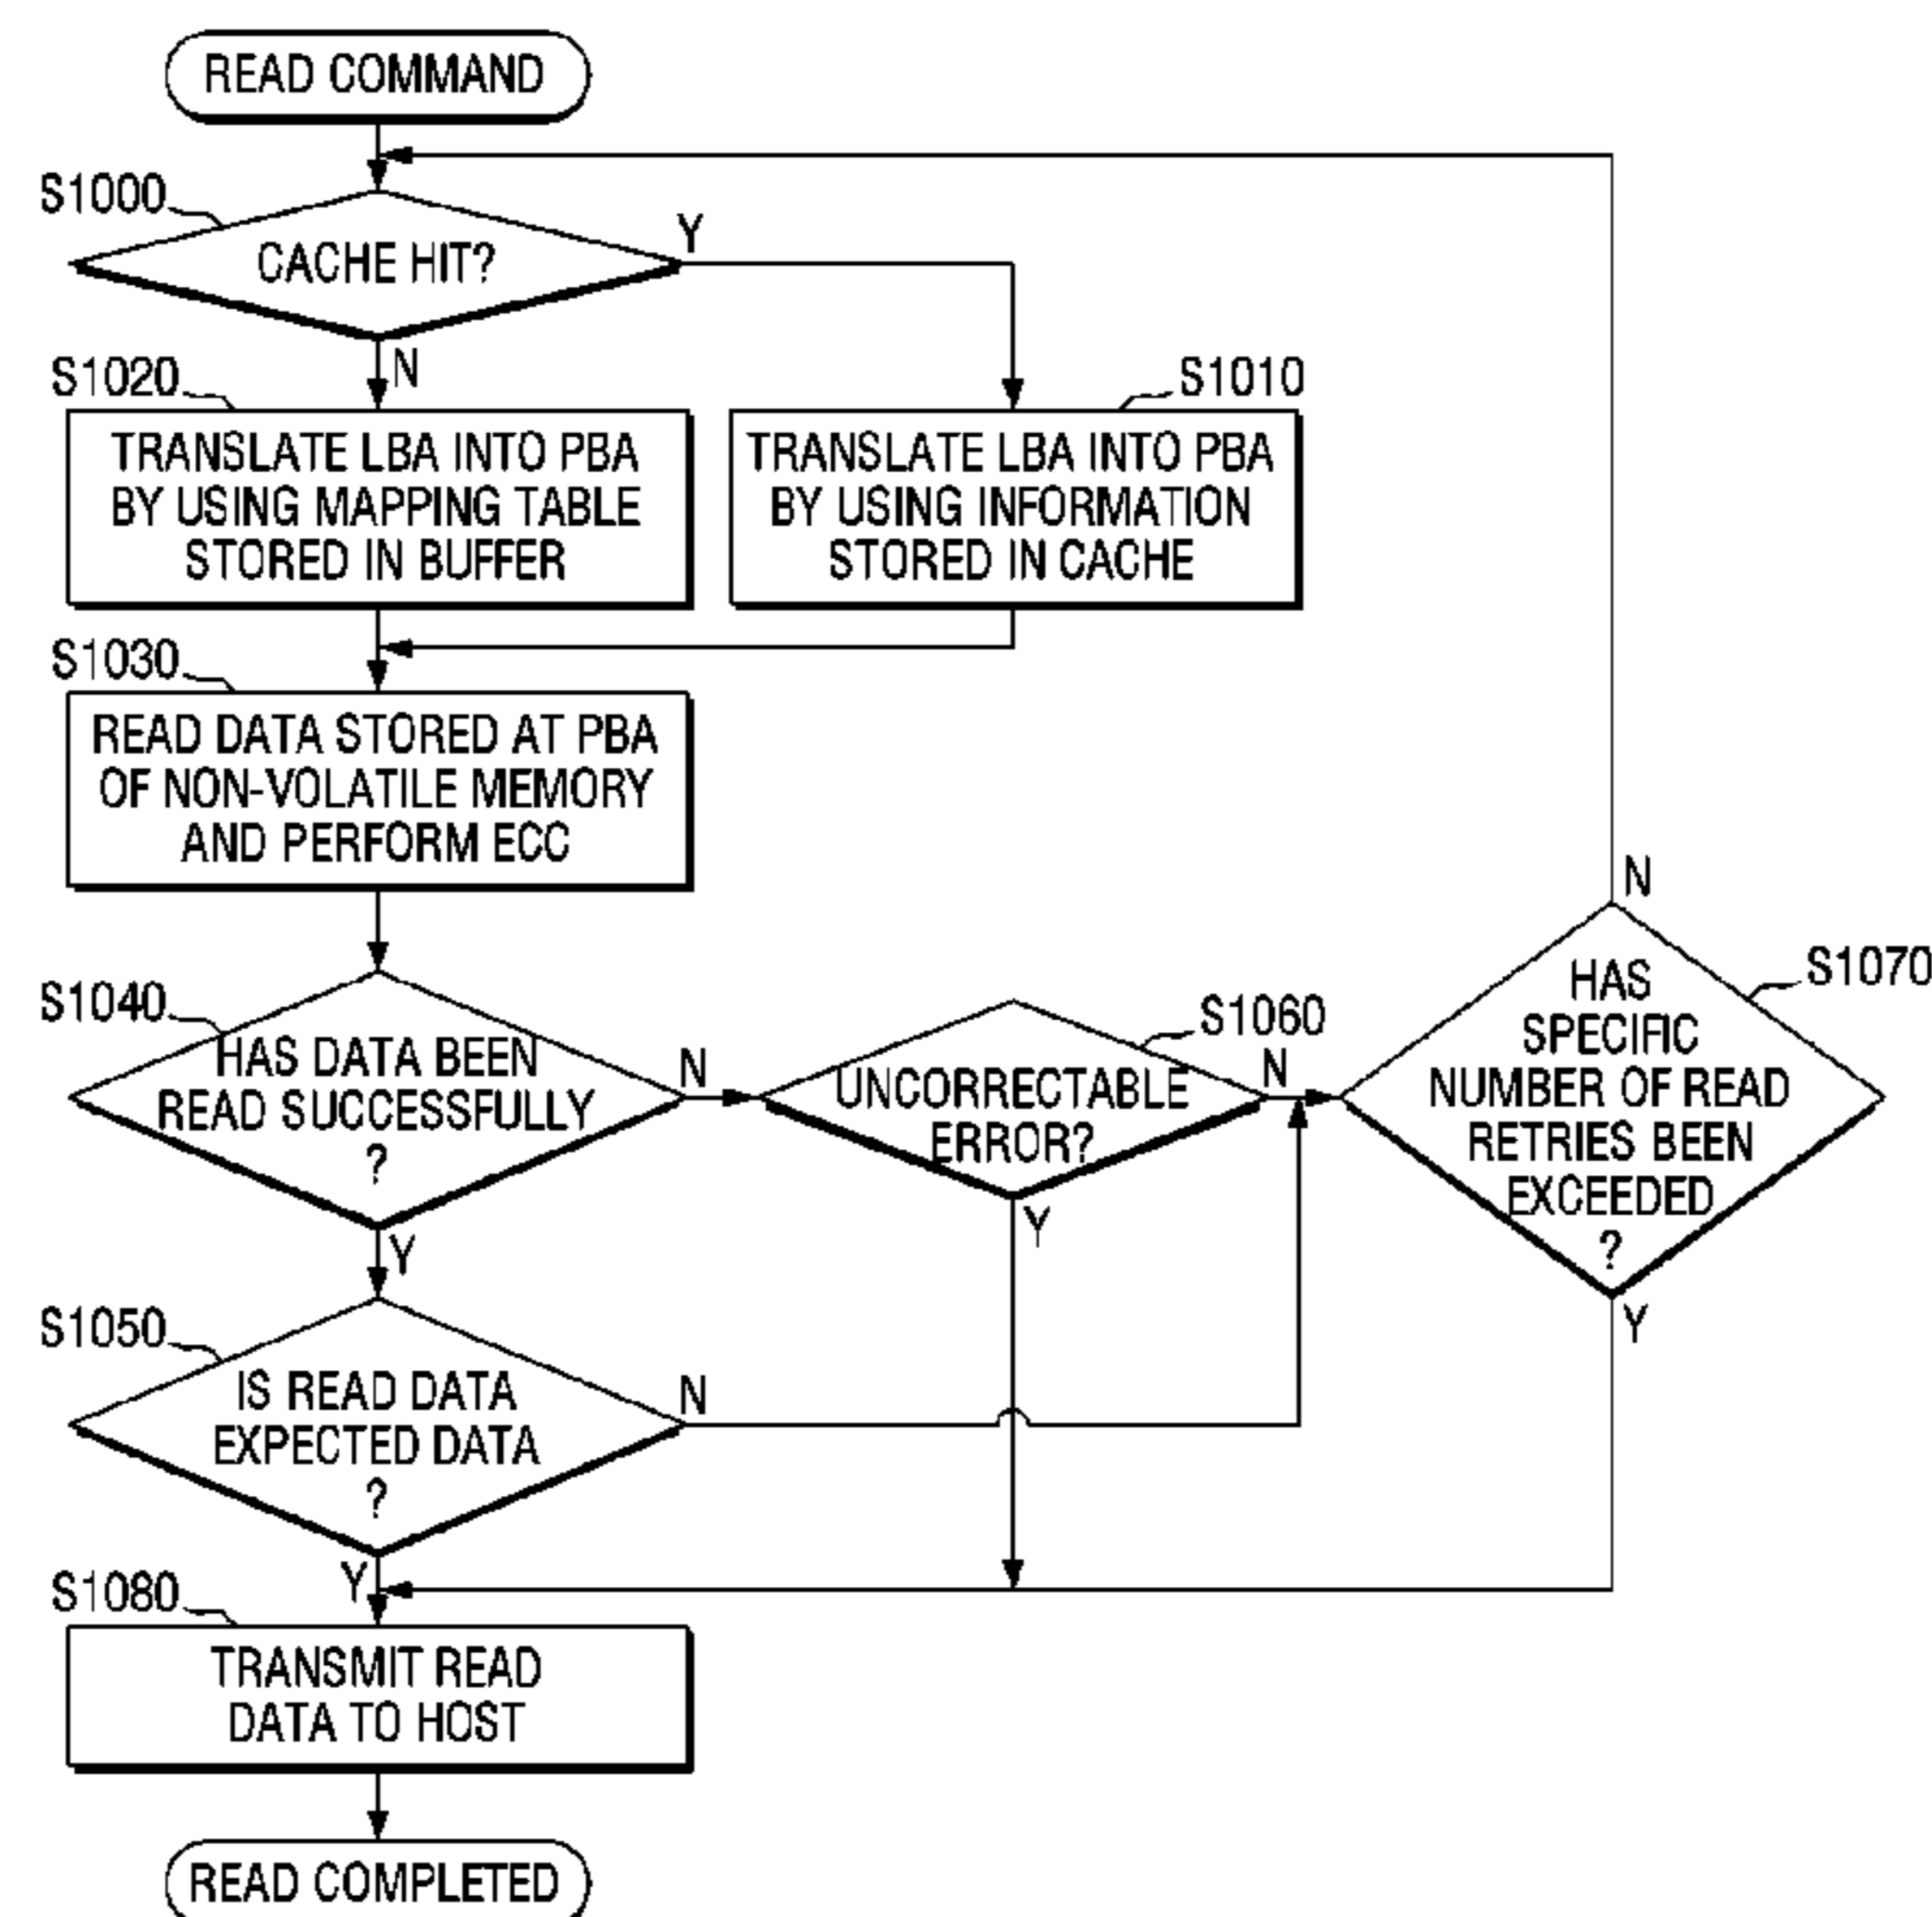 READ COMMAND
S1000
CACHE HIT?
Y
N
S1020
TRANSLATE LBA INTO PBA
BY USING MAPPING TABLE
STORED IN BUFFER
S1010
TRANSLATE LBA INTO PBA
BY USING INFORMATION
STORED IN CACHE
S1030
READ DATA STORED AT PBA
OF NON-VOLATILE MEMORY
AND PERFORM ECC
S1040
HAS DATA BEEN
READ SUCCESSFULLY
?
N
Y
S1060
UNCORRECTABLE
ERROR?
N
Y
S1070
HAS
SPECIFIC
NUMBER OF READ
RETRIES BEEN
EXCEEDED
?
N
Y
S1050
IS READ DATA
EXPECTED DATA
?
N
Y
S1080
TRANSMIT READ
DATA TO HOST
READ COMPLETED